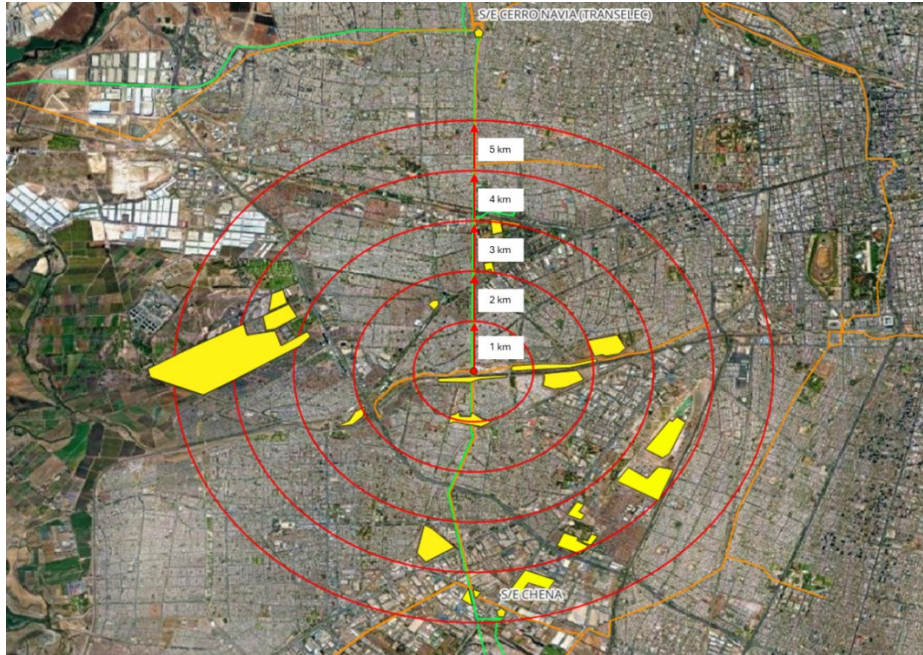 S/E CERRO NAVIA (TRANSELEC)
5 km
4 km
3 km
2 km
1 km
S/E CHENA